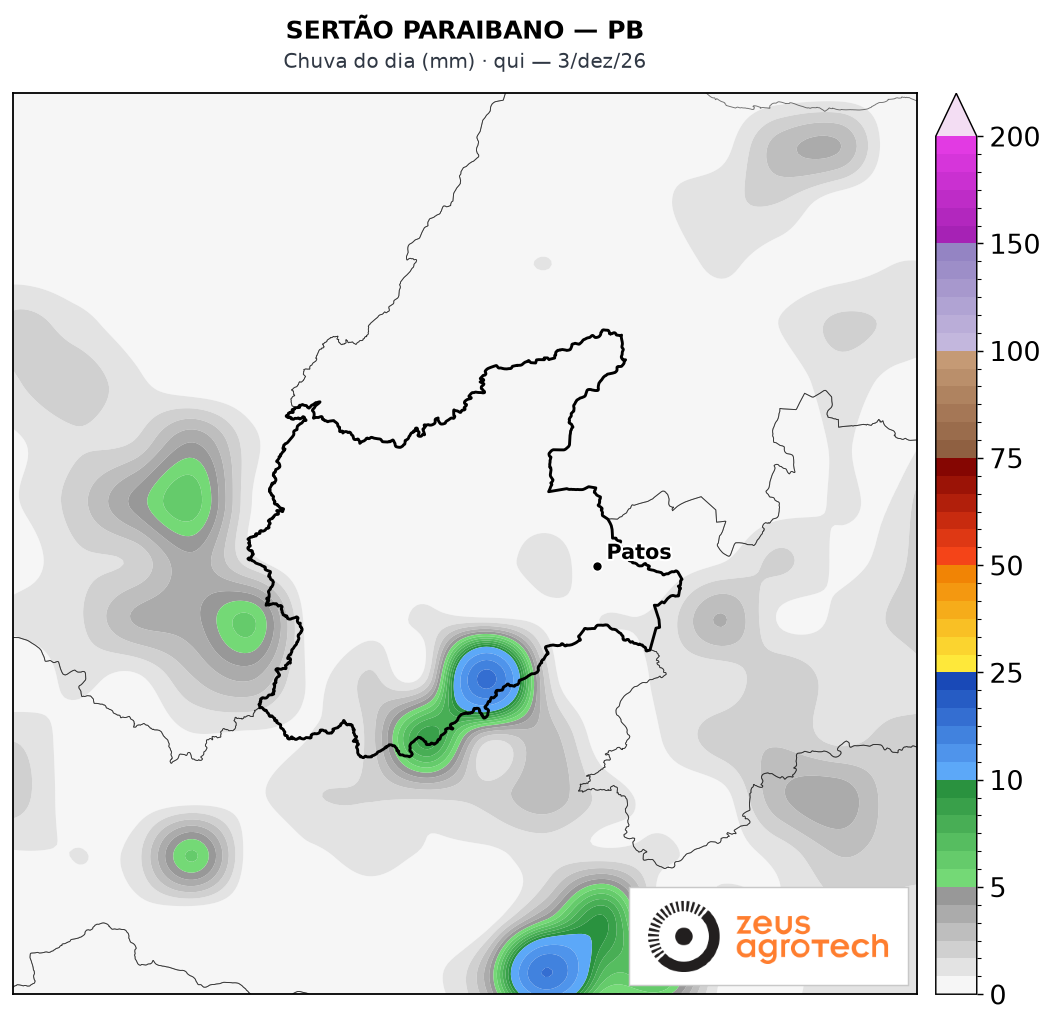 SERTÃO PARAIBANO — PB
Chuva do dia (mm) · qui — 3/dez/26
200
150
100
75
50
25
10
5
0
Patos
zeus
agrotech